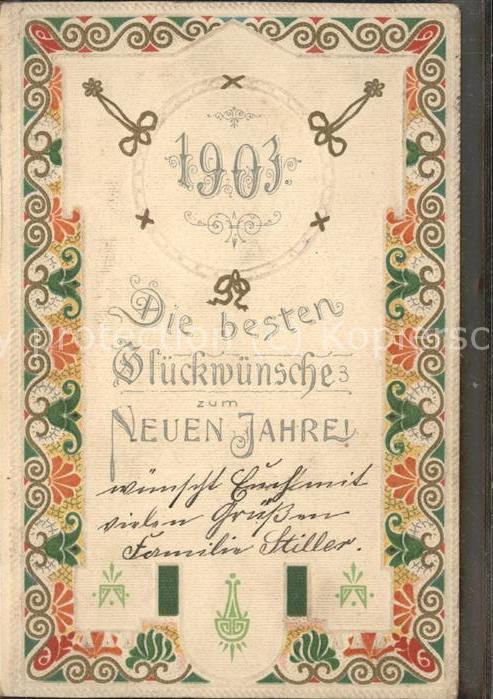 1903.
Die besten
Glückwünsche
zum
NEUEN JAHRE!
wünscht Euch mit
vielen Grüßen
Familie Stiller.